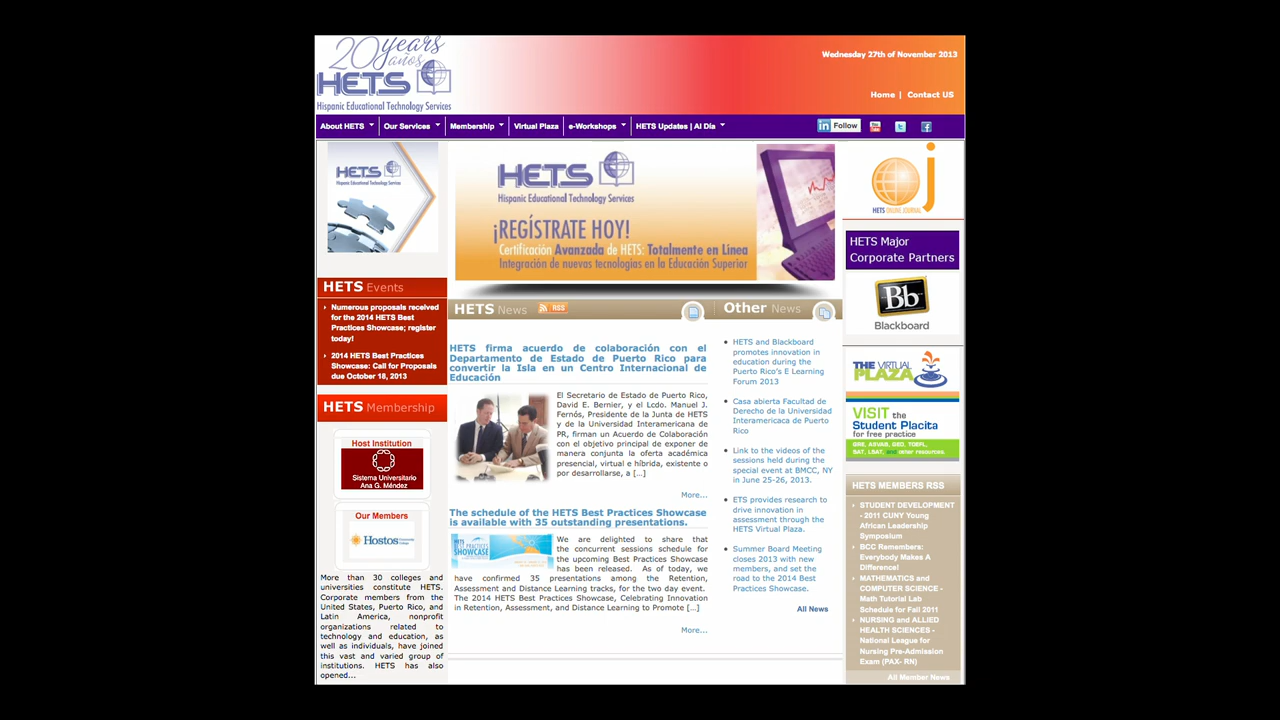 20 years
años
HETS
Hispanic Educational Technology Services
Wednesday 27th of November 2013
Home | Contact US
About HETS
Our Services
Membership
Virtual Plaza
e-Workshops
HETS Updates | Al Día
in Follow
HETS
Hispanic Educational Technology Services
HETS
Hispanic Educational Technology Services
¡REGÍSTRATE HOY!
Certificación Avanzada de HETS: Totalmente en Línea
Integración de nuevas tecnologías en la Educación Superior
HETS Events
Numerous proposals received
for the 2014 HETS Best
Practices Showcase; register
today!
2014 HETS Best Practices
Showcase: Call for Proposals
due October 18, 2013
HETS Membership
Host Institution
Sistema Universitario
Ana G. Méndez
Our Members
Hostos
More than 30 colleges and
universities constitute HETS.
Corporate members from the
United States, Puerto Rico, and
Latin America, nonprofit
organizations related to
technology and education, as
well as individuals, have joined
this vast and varied group of
institutions. HETS has also
opened...
HETS News
RSS
HETS firma acuerdo de colaboración con el
Departamento de Estado de Puerto Rico para
convertir la Isla en un Centro Internacional de
Educación
El Secretario de Estado de Puerto Rico,
David E. Bernier, y el Lcdo. Manuel J.
Fernós, Presidente de la Junta de HETS
y de la Universidad Interamericana de
PR, firman un Acuerdo de Colaboración
con el objetivo principal de exponer de
manera conjunta la oferta académica
presencial, virtual e híbrida, existente o
por desarrollarse, a [...]
More...
The schedule of the HETS Best Practices Showcase
is available with 35 outstanding presentations.
BEST PRACTICES
SHOWCASE
We are delighted to share that
the concurrent sessions schedule for
the upcoming Best Practices Showcase
has been released. As of today, we
have confirmed 35 presentations among the Retention,
Assessment and Distance Learning tracks, for the two day event.
The 2014 HETS Best Practices Showcase, Celebrating Innovation
in Retention, Assessment, and Distance Learning to Promote [...]
More...
Other News
HETS and Blackboard
promotes innovation in
education during the
Puerto Rico's E Learning
Forum 2013
Casa abierta Facultad de
Derecho de la Universidad
Interamericaca de Puerto
Rico
Link to the videos of the
sessions held during the
special event at BMCC, NY
in June 25-26, 2013.
ETS provides research to
drive innovation in
assessment through the
HETS Virtual Plaza.
Summer Board Meeting
closes 2013 with new
members, and set the
road to the 2014 Best
Practices Showcase.
All News
oj
HETS ONLINE JOURNAL
HETS Major
Corporate Partners
Bb
Blackboard
THE VIRTUAL
PLAZA
VISIT the
Student Placita
for free practice
GRE, ASVAB, GED, TOEFL,
SAT, LSAT, and other resources.
HETS MEMBERS RSS
STUDENT DEVELOPMENT
- 2011 CUNY Young
African Leadership
Symposium
BCC Remembers:
Everybody Makes A
Difference!
MATHEMATICS and
COMPUTER SCIENCE -
Math Tutorial Lab
Schedule for Fall 2011
NURSING and ALLIED
HEALTH SCIENCES -
National League for
Nursing Pre-Admission
Exam (PAX- RN)
All Member News